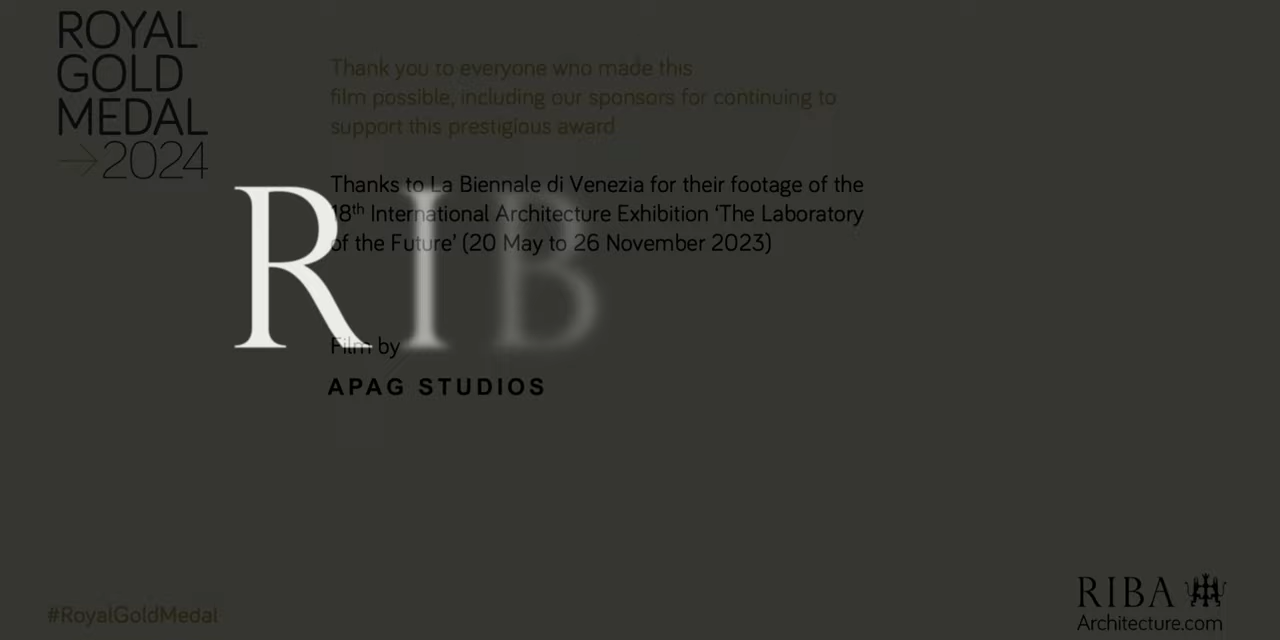 ROYAL
GOLD
MEDAL
→2024
Thank you to everyone who made this
film possible, including our sponsors for continuing to
support this prestigious award
Thanks to La Biennale di Venezia for their footage of the
18th International Architecture Exhibition ‘The Laboratory
of the Future’ (20 May to 26 November 2023)
RIB
Film by
APAG STUDIOS
#RoyalGoldMedal
RIBA
Architecture.com